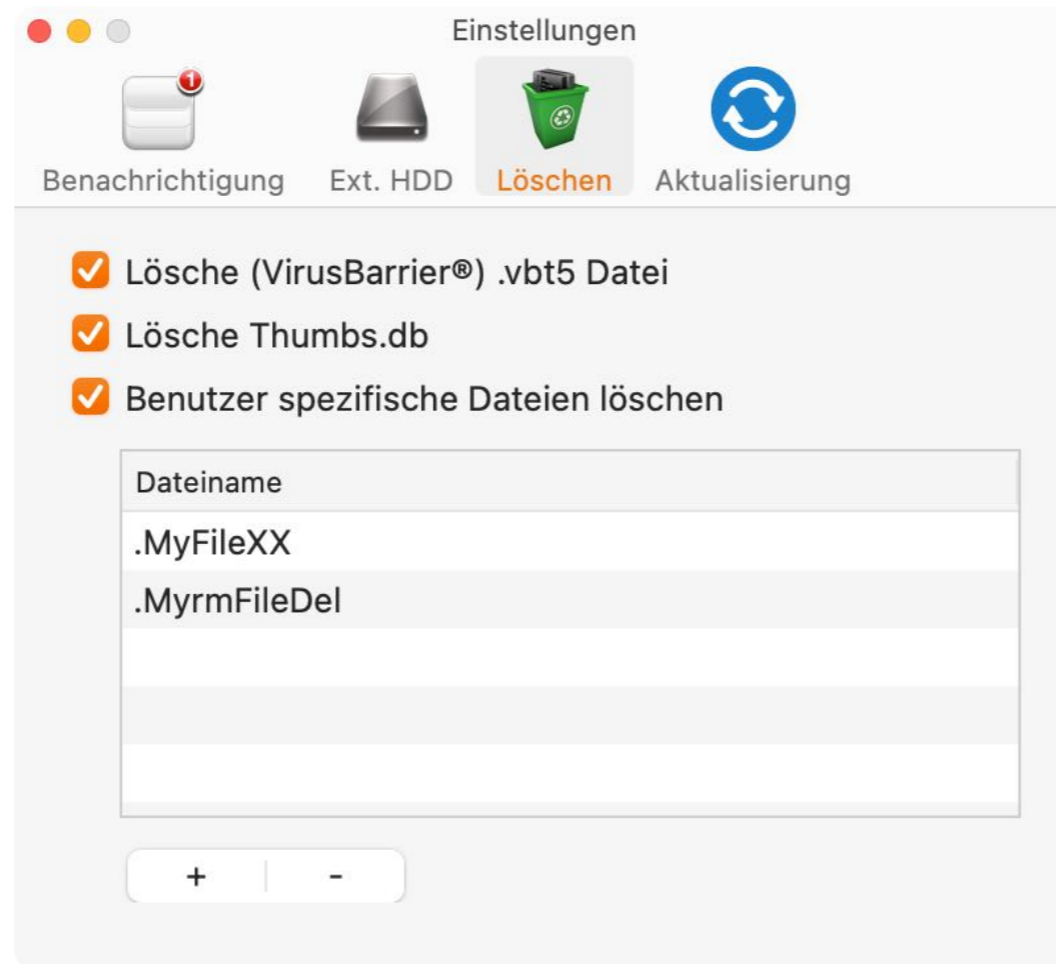 Einstellungen
1
Benachrichtigung Ext. HDD Löschen Aktualisierung
Lösche (VirusBarrier®) .vbt5 Datei
Lösche Thumbs.db
Benutzer spezifische Dateien löschen
Dateiname
.MyFileXX
.MyrmFileDel
+ -